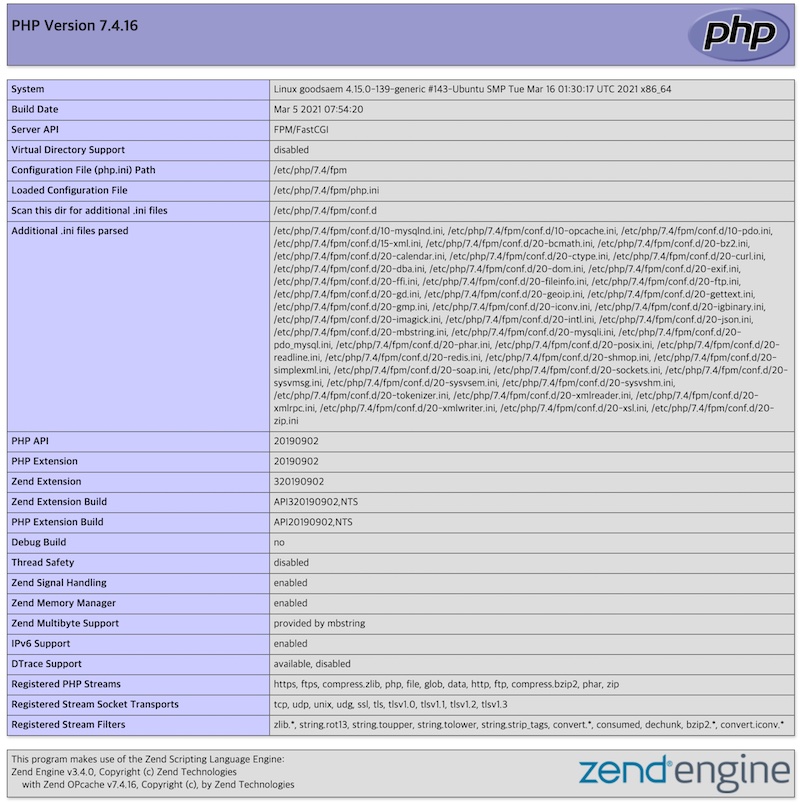 PHP Version 7.4.16
php
System Linux goodsaem 4.15.0-139-generic #143-Ubuntu SMP Tue Mar 16 01:30:17 UTC 2021 x86_64
Build Date Mar 5 2021 07:54:20
Server API FPM/FastCGI
Virtual Directory Support disabled
Configuration File (php.ini) Path /etc/php/7.4/fpm
Loaded Configuration File /etc/php/7.4/fpm/php.ini
Scan this dir for additional .ini files /etc/php/7.4/fpm/conf.d
Additional .ini files parsed /etc/php/7.4/fpm/conf.d/10-mysqlnd.ini, /etc/php/7.4/fpm/conf.d/10-opcache.ini, /etc/php/7.4/fpm/conf.d/10-pdo.ini,
/etc/php/7.4/fpm/conf.d/15-xml.ini, /etc/php/7.4/fpm/conf.d/20-bcmath.ini, /etc/php/7.4/fpm/conf.d/20-bz2.ini,
/etc/php/7.4/fpm/conf.d/20-calendar.ini, /etc/php/7.4/fpm/conf.d/20-ctype.ini, /etc/php/7.4/fpm/conf.d/20-curl.ini,
/etc/php/7.4/fpm/conf.d/20-dba.ini, /etc/php/7.4/fpm/conf.d/20-dom.ini, /etc/php/7.4/fpm/conf.d/20-exif.ini,
/etc/php/7.4/fpm/conf.d/20-ffi.ini, /etc/php/7.4/fpm/conf.d/20-fileinfo.ini, /etc/php/7.4/fpm/conf.d/20-ftp.ini,
/etc/php/7.4/fpm/conf.d/20-gd.ini, /etc/php/7.4/fpm/conf.d/20-geoip.ini, /etc/php/7.4/fpm/conf.d/20-gettext.ini,
/etc/php/7.4/fpm/conf.d/20-gmp.ini, /etc/php/7.4/fpm/conf.d/20-iconv.ini, /etc/php/7.4/fpm/conf.d/20-igbinary.ini,
/etc/php/7.4/fpm/conf.d/20-imagick.ini, /etc/php/7.4/fpm/conf.d/20-intl.ini, /etc/php/7.4/fpm/conf.d/20-json.ini,
/etc/php/7.4/fpm/conf.d/20-mbstring.ini, /etc/php/7.4/fpm/conf.d/20-mysqli.ini, /etc/php/7.4/fpm/conf.d/20-
pdo_mysql.ini, /etc/php/7.4/fpm/conf.d/20-phar.ini, /etc/php/7.4/fpm/conf.d/20-posix.ini, /etc/php/7.4/fpm/conf.d/20-
readline.ini, /etc/php/7.4/fpm/conf.d/20-redis.ini, /etc/php/7.4/fpm/conf.d/20-shmop.ini, /etc/php/7.4/fpm/conf.d/20-
simplexml.ini, /etc/php/7.4/fpm/conf.d/20-soap.ini, /etc/php/7.4/fpm/conf.d/20-sockets.ini, /etc/php/7.4/fpm/conf.d/20-
sysvmsg.ini, /etc/php/7.4/fpm/conf.d/20-sysvsem.ini, /etc/php/7.4/fpm/conf.d/20-sysvshm.ini,
/etc/php/7.4/fpm/conf.d/20-tokenizer.ini, /etc/php/7.4/fpm/conf.d/20-xmlreader.ini, /etc/php/7.4/fpm/conf.d/20-
xmlrpc.ini, /etc/php/7.4/fpm/conf.d/20-xmlwriter.ini, /etc/php/7.4/fpm/conf.d/20-xsl.ini, /etc/php/7.4/fpm/conf.d/20-
zip.ini
PHP API 20190902
PHP Extension 20190902
Zend Extension 320190902
Zend Extension Build API320190902,NTS
PHP Extension Build API20190902,NTS
Debug Build no
Thread Safety disabled
Zend Signal Handling enabled
Zend Memory Manager enabled
Zend Multibyte Support provided by mbstring
IPv6 Support enabled
DTrace Support available, disabled
Registered PHP Streams https, ftps, compress.zlib, php, file, glob, data, http, ftp, compress.bzip2, phar, zip
Registered Stream Socket Transports tcp, udp, unix, udg, ssl, tls, tlsv1.0, tlsv1.1, tlsv1.2, tlsv1.3
Registered Stream Filters zlib.*, string.rot13, string.toupper, string.tolower, string.strip_tags, convert.*, consumed, dechunk, bzip2.*, convert.iconv.*
This program makes use of the Zend Scripting Language Engine:
Zend Engine v3.4.0, Copyright (c) Zend Technologies
with Zend OPcache v7.4.16, Copyright (c), by Zend Technologies
zend engine